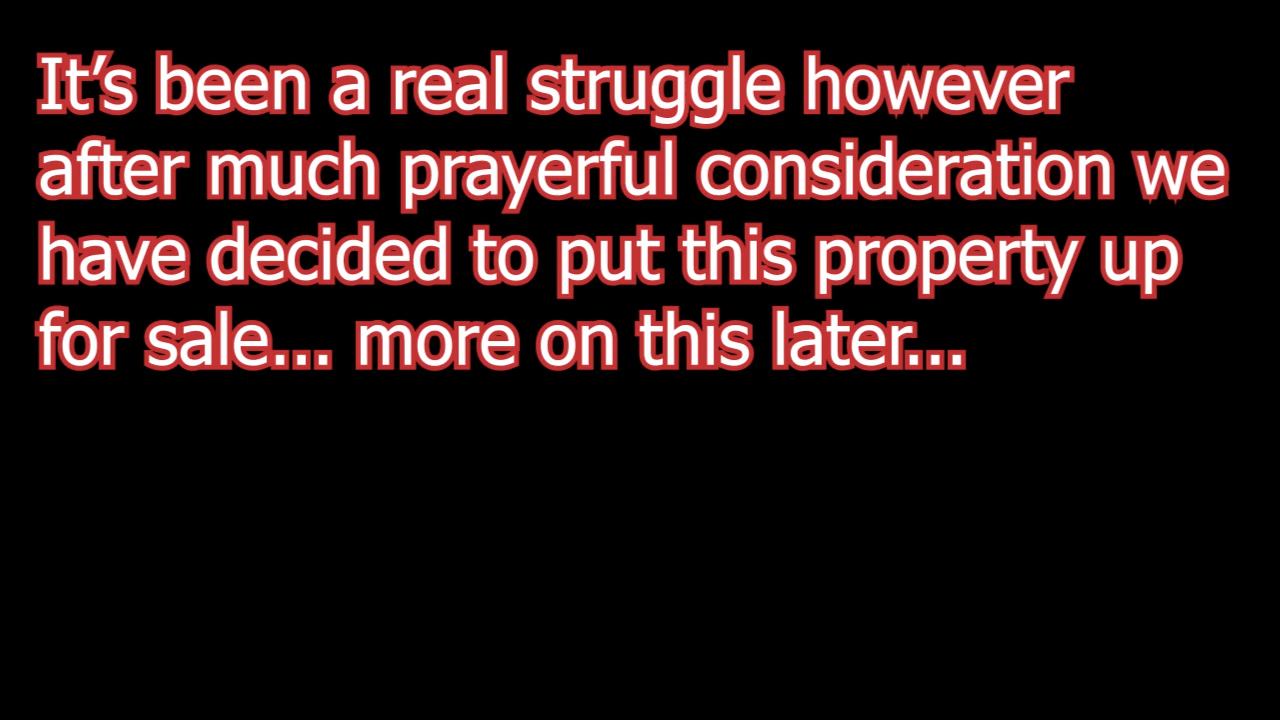 It’s been a real struggle however
after much prayerful consideration we
have decided to put this property up
for sale... more on this later...